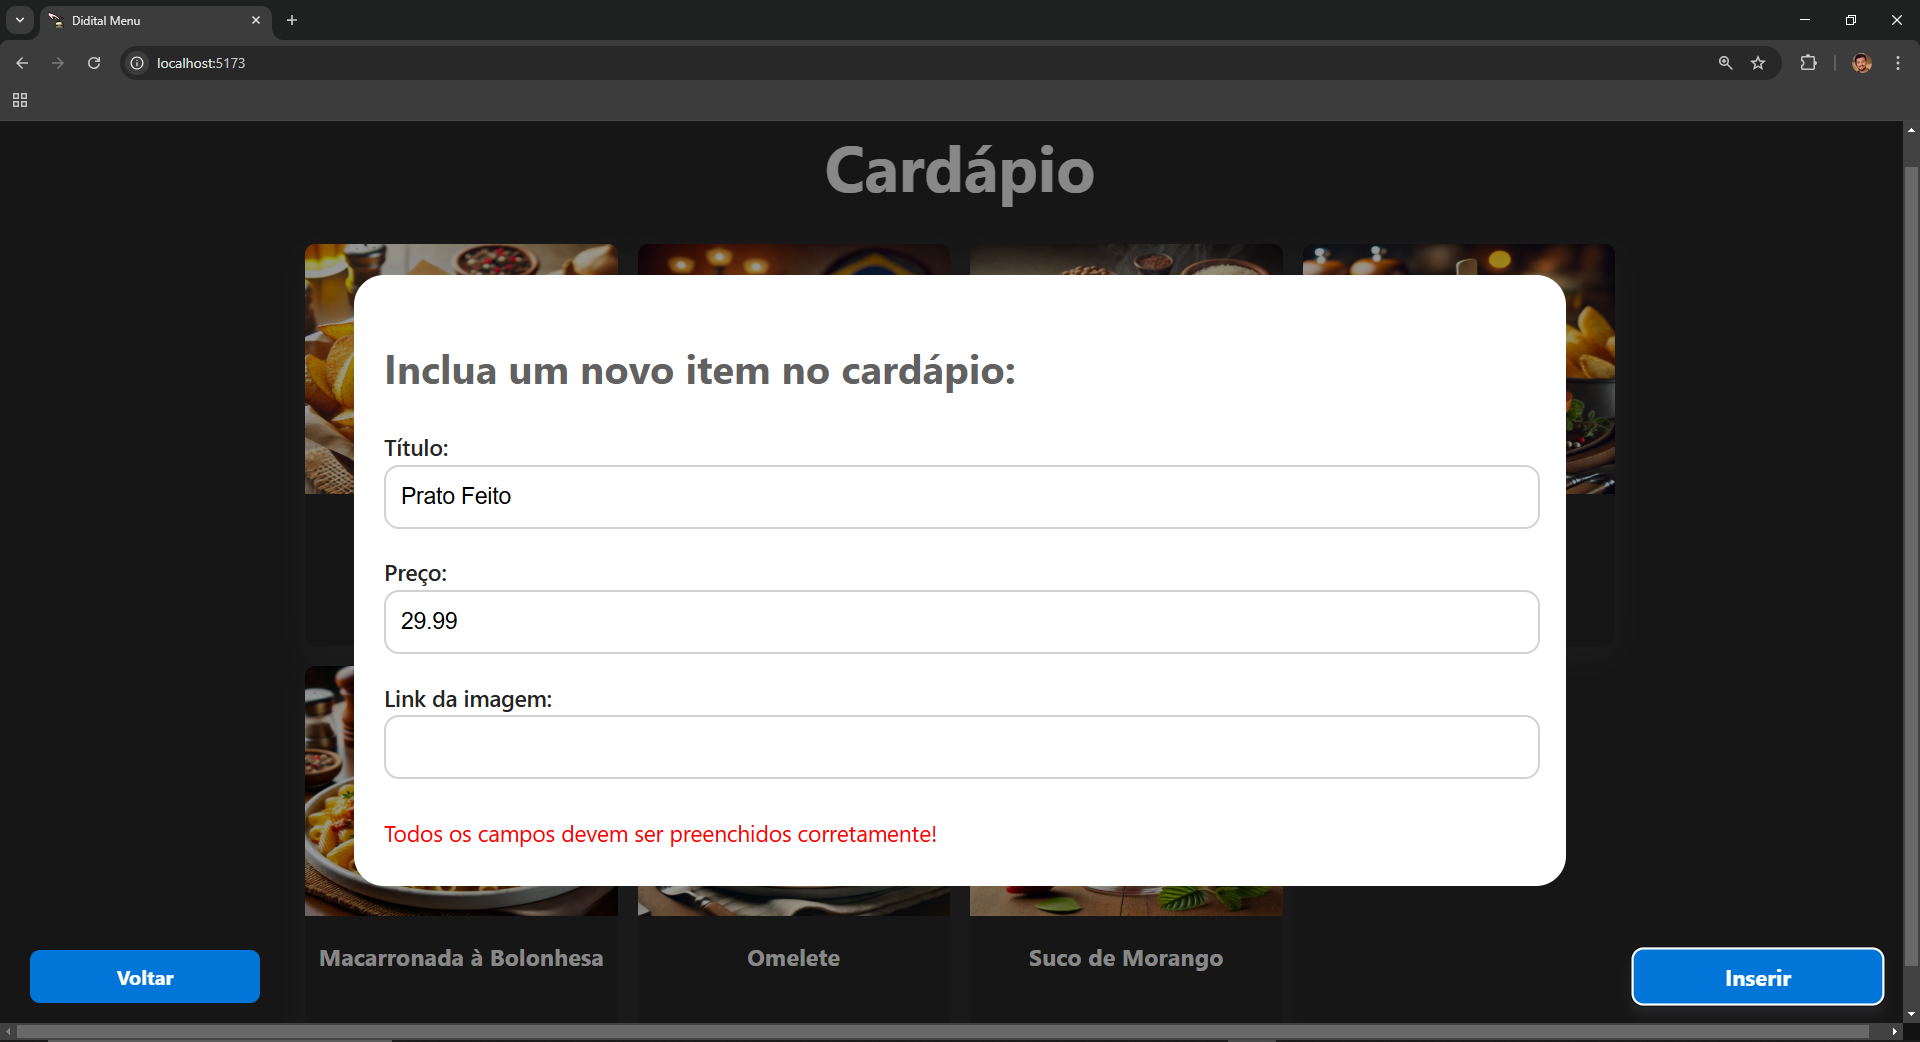 Didital Menu
localhost:5173
Cardápio
Inclua um novo item no cardápio:
Título:
Prato Feito
Preço:
29.99
Link da imagem:
Todos os campos devem ser preenchidos corretamente!
Macarronada à Bolonhesa
Omelete
Suco de Morango
Voltar
Inserir